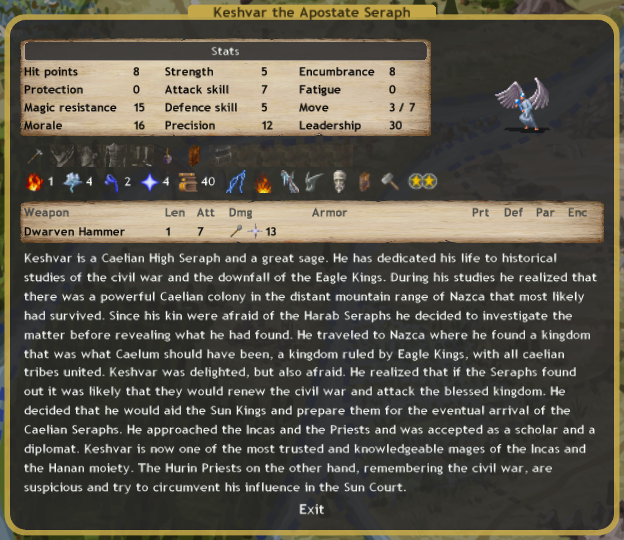 Keshvar the Apostate Seraph
Stats
Hit points 8 Strength 5 Encumbrance 8
Protection 0 Attack skill 7 Fatigue 0
Magic resistance 15 Defence skill 5 Move 3 / 7
Morale 16 Precision 12 Leadership 30
1 4 2 4 40
Weapon Len Att Dmg Armor Prt Def Par Enc
Dwarven Hammer 1 7 13
Keshvar is a Caelian High Seraph and a great sage. He has dedicated his life to historical
studies of the civil war and the downfall of the Eagle Kings. During his studies he realized that
there was a powerful Caelian colony in the distant mountain range of Nazca that most likely
had survived. Since his kin were afraid of the Harab Seraphs he decided to investigate the
matter before revealing what he had found. He traveled to Nazca where he found a kingdom
that was what Caelum should have been, a kingdom ruled by Eagle Kings, with all caelian
tribes united. Keshvar was delighted, but also afraid. He realized that if the Seraphs found
out it was likely that they would renew the civil war and attack the blessed kingdom. He
decided that he would aid the Sun Kings and prepare them for the eventual arrival of the
Caelian Seraphs. He approached the Incas and the Priests and was accepted as a scholar and a
diplomat. Keshvar is now one of the most trusted and knowledgeable mages of the Incas and
the Hanan moiety. The Hurin Priests on the other hand, remembering the civil war, are
suspicious and try to circumvent his influence in the Sun Court.
Exit